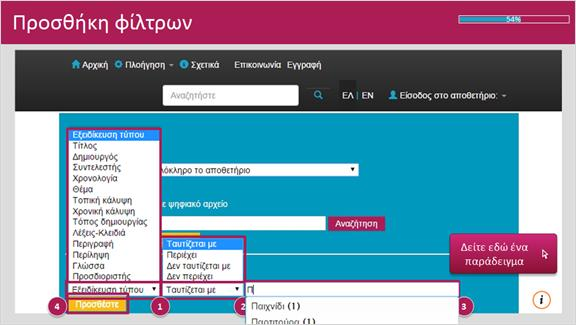 Προσθήκη φίλτρων
54%
Αρχική Πλοήγηση Σχετικά Επικοινωνία Εγγραφή
Αναζητήστε
ΕΛ | EN
Είσοδος στο αποθετήριο:
Εξειδίκευση τύπου
Τίτλος
Δημιουργός
Συντελεστής
Χρονολογία
Θέμα
Τοπική κάλυψη
Χρονική κάλυψη
Τόπος δημιουργίας
Λέξεις-Κλειδιά
Περιγραφή
Περίληψη
Γλώσσα
Προσδιοριστής
λόκληρο το αποθετήριο
ε ψηφιακό αρχείο
Αναζήτηση
Ταυτίζεται με
Περιέχει
Δεν ταυτίζεται με
Δεν περιέχει
Δείτε εδώ ένα
παράδειγμα
Εξειδίκευση τύπου
Ταυτίζεται με
Π
4
Προσθέστε
1
2
3
Παιχνίδι (1)
Παρτιτούρα (1)
i